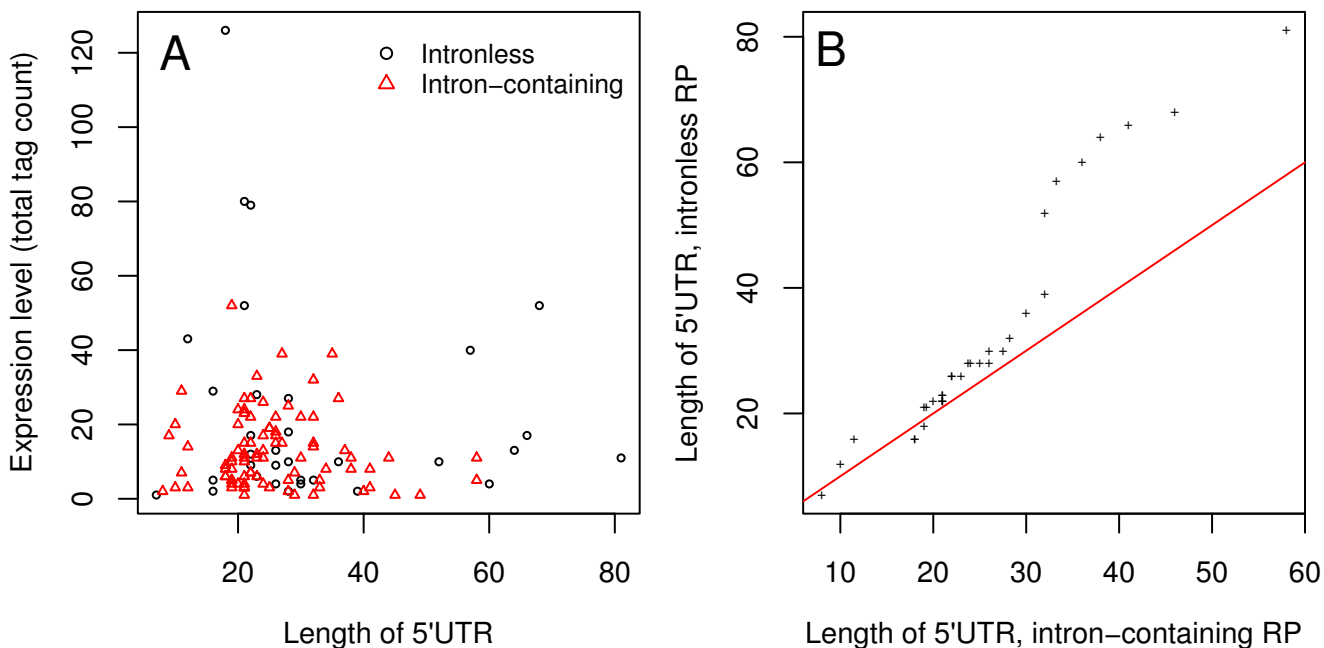 A
Intronless
Intron−containing
Expression level (total tag count)
0
20
40
60
80
100
120
20
40
60
80
Length of 5'UTR
B
Length of 5'UTR, intronless RP
20
40
60
80
10
20
30
40
50
60
Length of 5'UTR, intron−containing RP